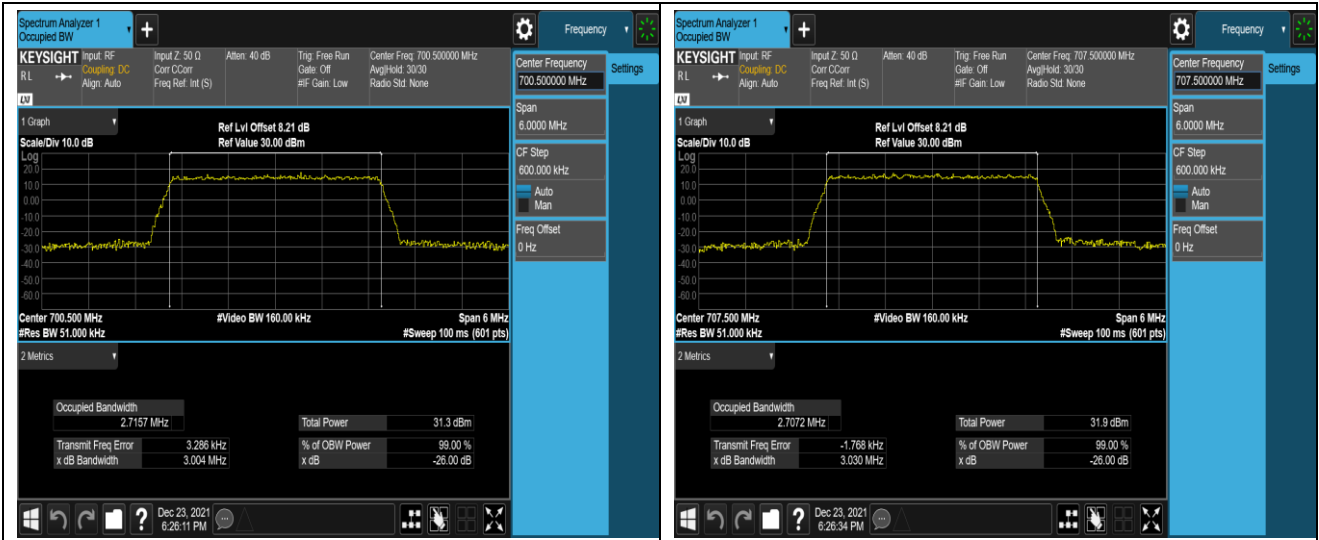 Spectrum Analyzer 1
Occupied BW
+
Frequency
KEYSIGHT Input: RF Input Z: 50 Ω Atten: 40 dB Trig: Free Run Center Freq: 700.500000 MHz
Coupling: DC Corr CCorr Gate: Off Avg|Hold: 30/30
RL Align: Auto Freq Ref: Int (S) #IF Gain: Low Radio Std: None
LXI
Center Frequency
700.500000 MHz
Settings
Span
6.0000 MHz
CF Step
600.000 kHz
Auto
Man
Freq Offset
0 Hz
1 Graph
Ref Lvl Offset 8.21 dB
Scale/Div 10.0 dB Ref Value 30.00 dBm
Log
20.0
10.0
0.00
-10.0
-20.0
-30.0
-40.0
-50.0
-60.0
Center 700.500 MHz #Video BW 160.00 kHz Span 6 MHz
#Res BW 51.000 kHz #Sweep 100 ms (601 pts)
2 Metrics
Occupied Bandwidth
2.7157 MHz Total Power 31.3 dBm
Transmit Freq Error 3.286 kHz % of OBW Power 99.00 %
x dB Bandwidth 3.004 MHz x dB -26.00 dB
? Dec 23, 2021
6:26:11 PM
Spectrum Analyzer 1
Occupied BW
+
Frequency
KEYSIGHT Input: RF Input Z: 50 Ω Atten: 40 dB Trig: Free Run Center Freq: 707.500000 MHz
Coupling: DC Corr CCorr Gate: Off Avg|Hold: 30/30
RL Align: Auto Freq Ref: Int (S) #IF Gain: Low Radio Std: None
LXI
Center Frequency
707.500000 MHz
Settings
Span
6.0000 MHz
CF Step
600.000 kHz
Auto
Man
Freq Offset
0 Hz
1 Graph
Ref Lvl Offset 8.21 dB
Scale/Div 10.0 dB Ref Value 30.00 dBm
Log
20.0
10.0
0.00
-10.0
-20.0
-30.0
-40.0
-50.0
-60.0
Center 707.500 MHz #Video BW 160.00 kHz Span 6 MHz
#Res BW 51.000 kHz #Sweep 100 ms (601 pts)
2 Metrics
Occupied Bandwidth
2.7072 MHz Total Power 31.9 dBm
Transmit Freq Error -1.768 kHz % of OBW Power 99.00 %
x dB Bandwidth 3.030 MHz x dB -26.00 dB
? Dec 23, 2021
6:26:34 PM